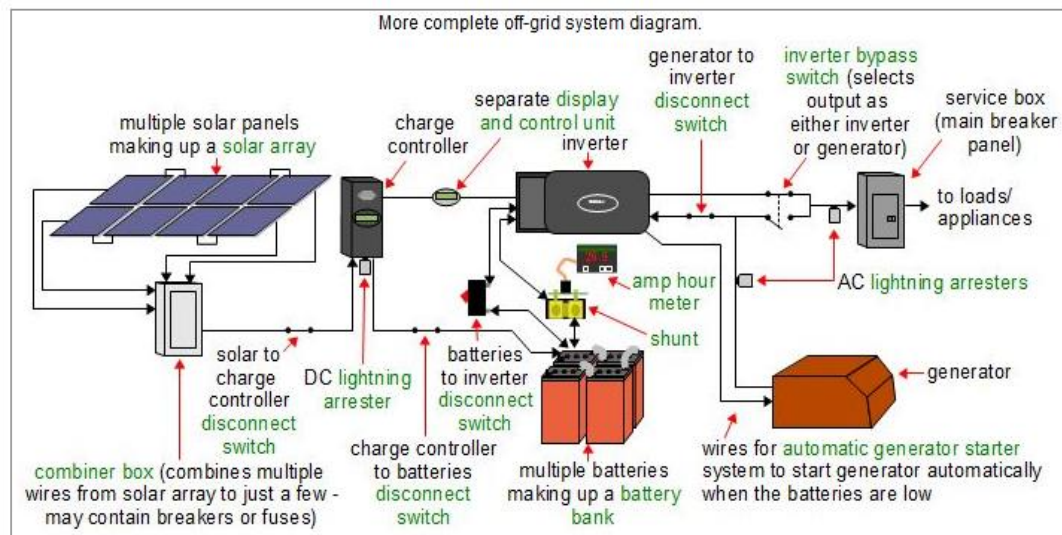 More complete off-grid system diagram.
multiple solar panels
making up a solar array
charge
controller
separate display
and control unit
inverter
generator to
inverter
disconnect
switch
inverter bypass
switch (selects
output as
either inverter
or generator)
service box
(main breaker
panel)
to loads/
appliances
amp hour
meter
shunt
AC lightning arresters
generator
solar to
charge
controller
disconnect
switch
DC lightning
arrester
batteries
to inverter
disconnect
switch
charge controller
to batteries
disconnect
switch
multiple batteries
making up a battery
bank
wires for automatic generator starter
system to start generator automatically
when the batteries are low
combiner box (combines multiple
wires from solar array to just a few -
may contain breakers or fuses)